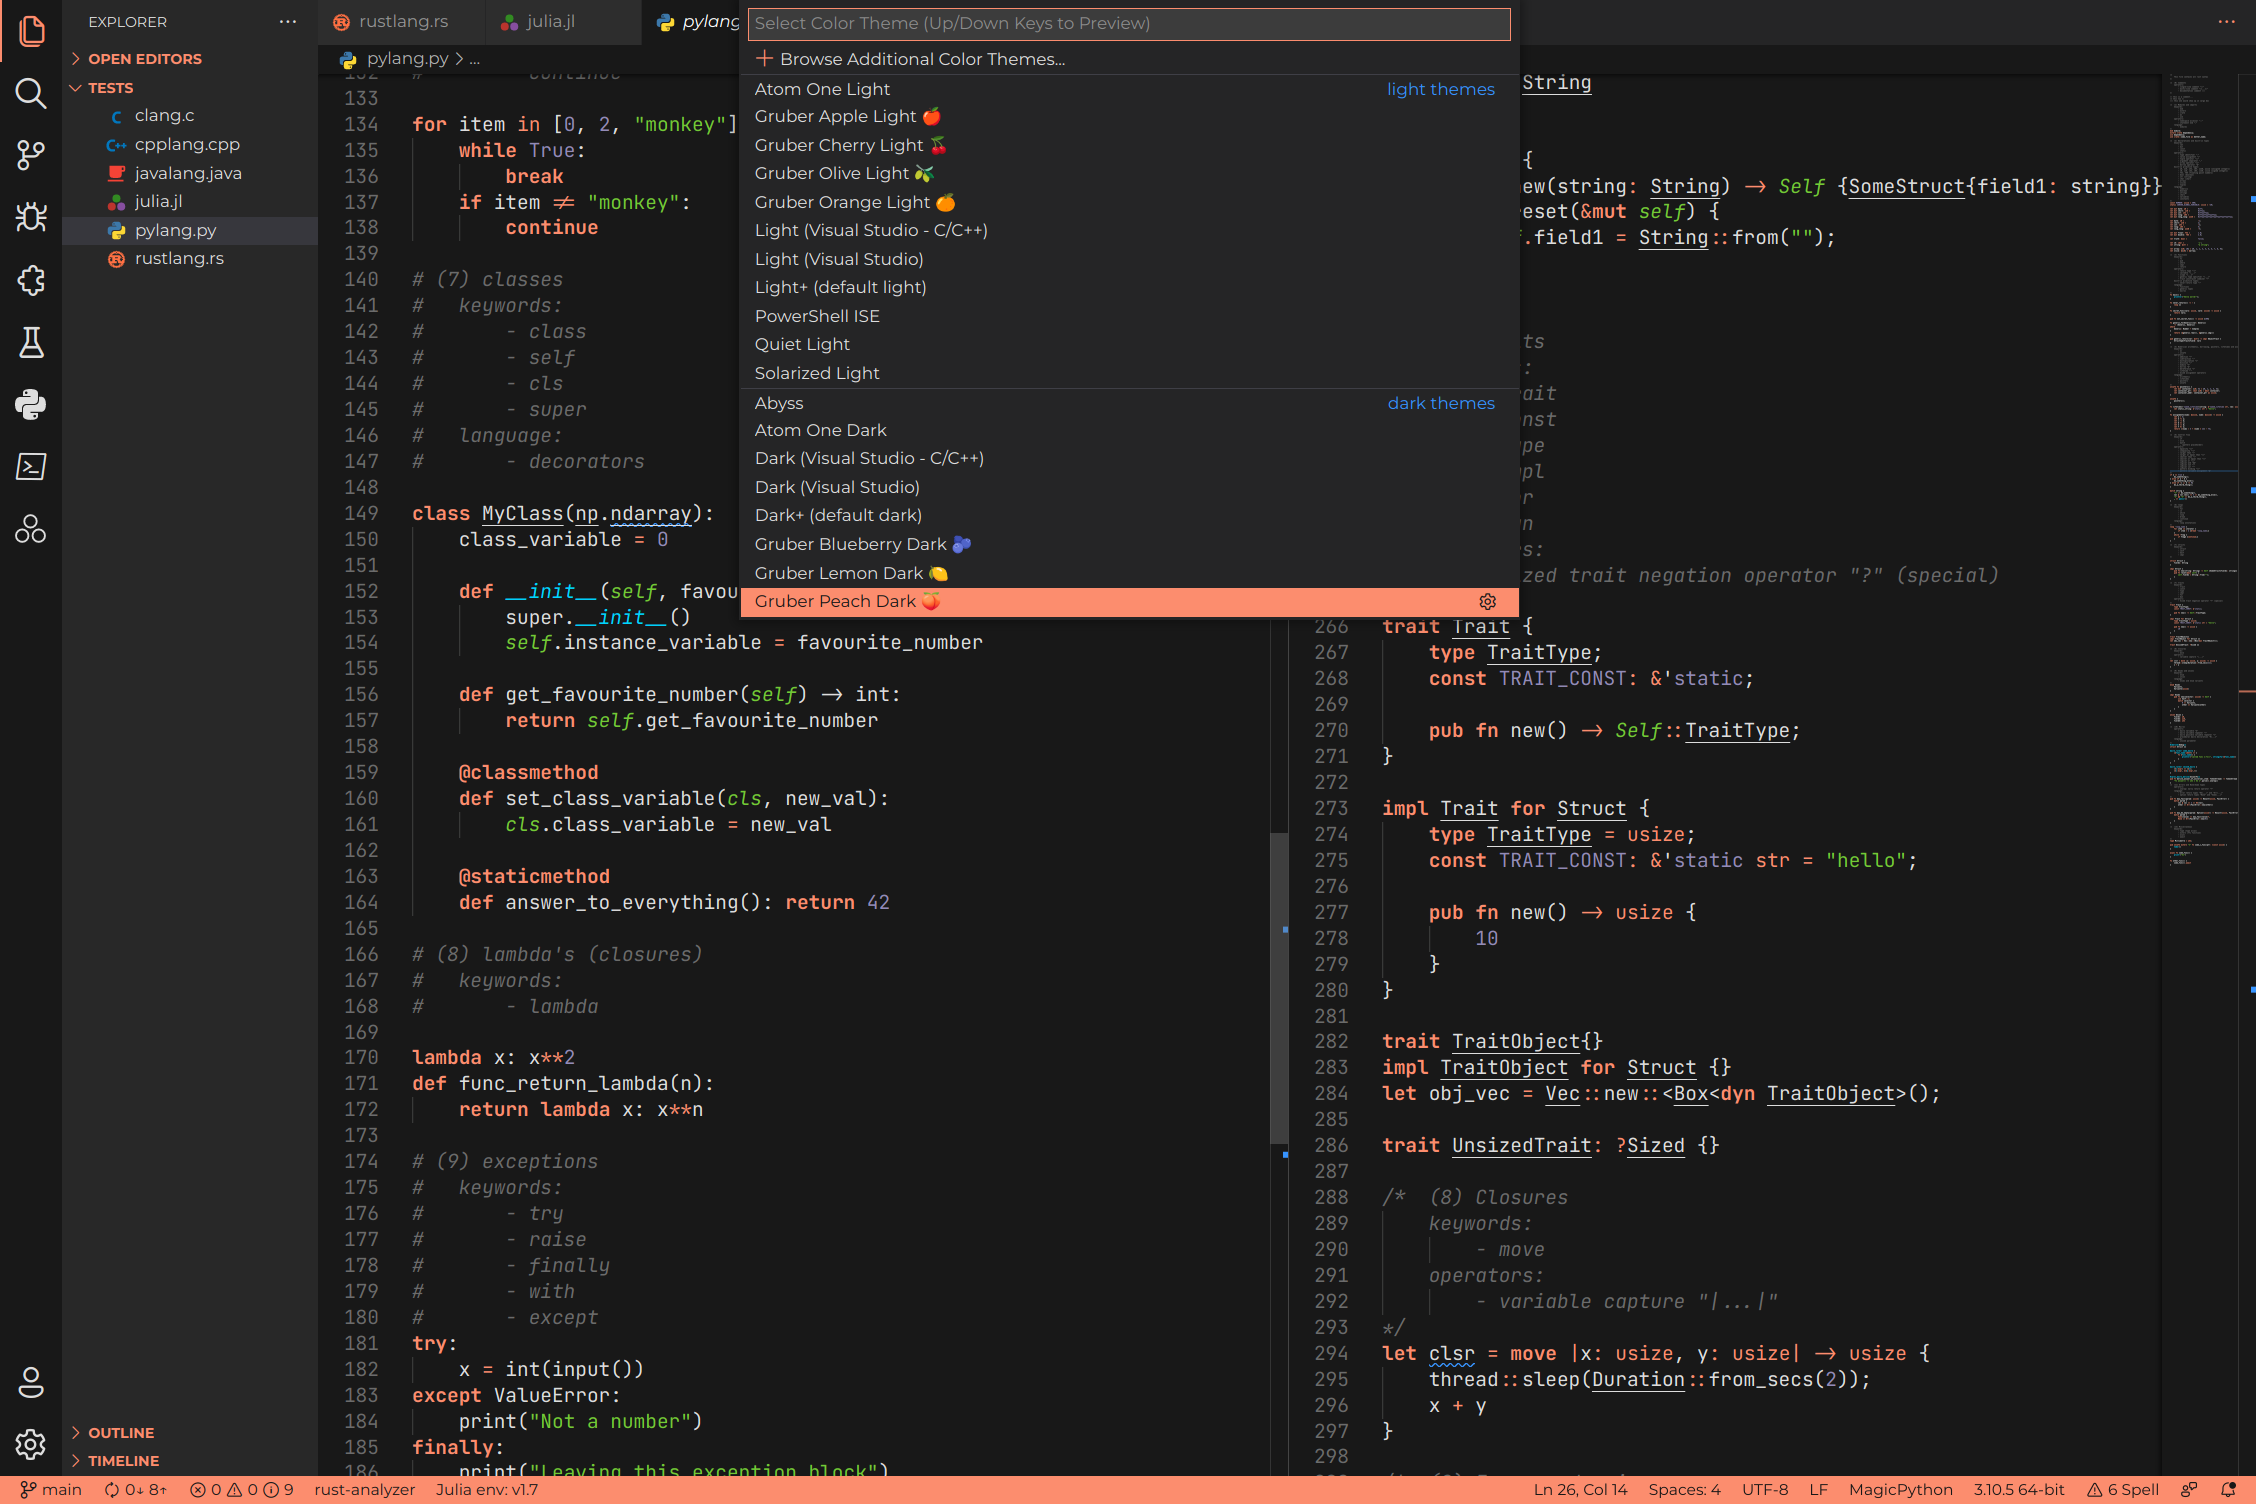 EXPLORER
OPEN EDITORS
TESTS
clang.c
cpplang.cpp
javalang.java
julia.jl
pylang.py
rustlang.rs
OUTLINE
TIMELINE
rustlang.rs
julia.jl
pylang
pylang.py > ...
Select Color Theme (Up/Down Keys to Preview)
Browse Additional Color Themes...
Atom One Light
light themes
Gruber Apple Light 🍎
Gruber Cherry Light 🍒
Gruber Olive Light 🫒
Gruber Orange Light 🍊
Light (Visual Studio - C/C++)
Light (Visual Studio)
Light+ (default light)
PowerShell ISE
Quiet Light
Solarized Light
Abyss
dark themes
Atom One Dark
Dark (Visual Studio - C/C++)
Dark (Visual Studio)
Dark+ (default dark)
Gruber Blueberry Dark 🫐
Gruber Lemon Dark 🍋
Gruber Peach Dark 🍑
132 # continue
133
134 for item in [0, 2, "monkey"]
135 while True:
136 break
137 if item ≠ "monkey":
138 continue
139
140 # (7) classes
141 # keywords:
142 # - class
143 # - self
144 # - cls
145 # - super
146 # language:
147 # - decorators
148
149 class MyClass(np.ndarray):
150 class_variable = 0
151
152 def __init__(self, favou
153 super.__init__()
154 self.instance_variable = favourite_number
155
156 def get_favourite_number(self) → int:
157 return self.get_favourite_number
158
159 @classmethod
160 def set_class_variable(cls, new_val):
161 cls.class_variable = new_val
162
163 @staticmethod
164 def answer_to_everything(): return 42
165
166 # (8) lambda's (closures)
167 # keywords:
168 # - lambda
169
170 lambda x: x**2
171 def func_return_lambda(n):
172 return lambda x: x**n
173
174 # (9) exceptions
175 # keywords:
176 # - try
177 # - raise
178 # - finally
179 # - with
180 # - except
181 try:
182 x = int(input())
183 except ValueError:
184 print("Not a number")
185 finally:
186 print("Leaving this exception block")
String
{
ew(string: String) → Self {SomeStruct{field1: string}}
eset(&mut self) {
.field1 = String::from("");
ts
:
ait
nst
pe
pl
r
n
s:
zed trait negation operator "?" (special)
266 trait Trait {
267 type TraitType;
268 const TRAIT_CONST: &'static;
269
270 pub fn new() → Self::TraitType;
271 }
272
273 impl Trait for Struct {
274 type TraitType = usize;
275 const TRAIT_CONST: &'static str = "hello";
276
277 pub fn new() → usize {
278 10
279 }
280 }
281
282 trait TraitObject{}
283 impl TraitObject for Struct {}
284 let obj_vec = Vec::new::<Box<dyn TraitObject>();
285
286 trait UnsizedTrait: ?Sized {}
287
288 /* (8) Closures
289 keywords:
290 - move
291 operators:
292 - variable capture "|...|"
293 */
294 let clsr = move |x: usize, y: usize| → usize {
295 thread::sleep(Duration::from_secs(2));
296 x + y
297 }
298
main 0↓ 8↑ 0 0 9 rust-analyzer Julia env: v1.7
Ln 26, Col 14 Spaces: 4 UTF-8 LF MagicPython 3.10.5 64-bit 6 Spell